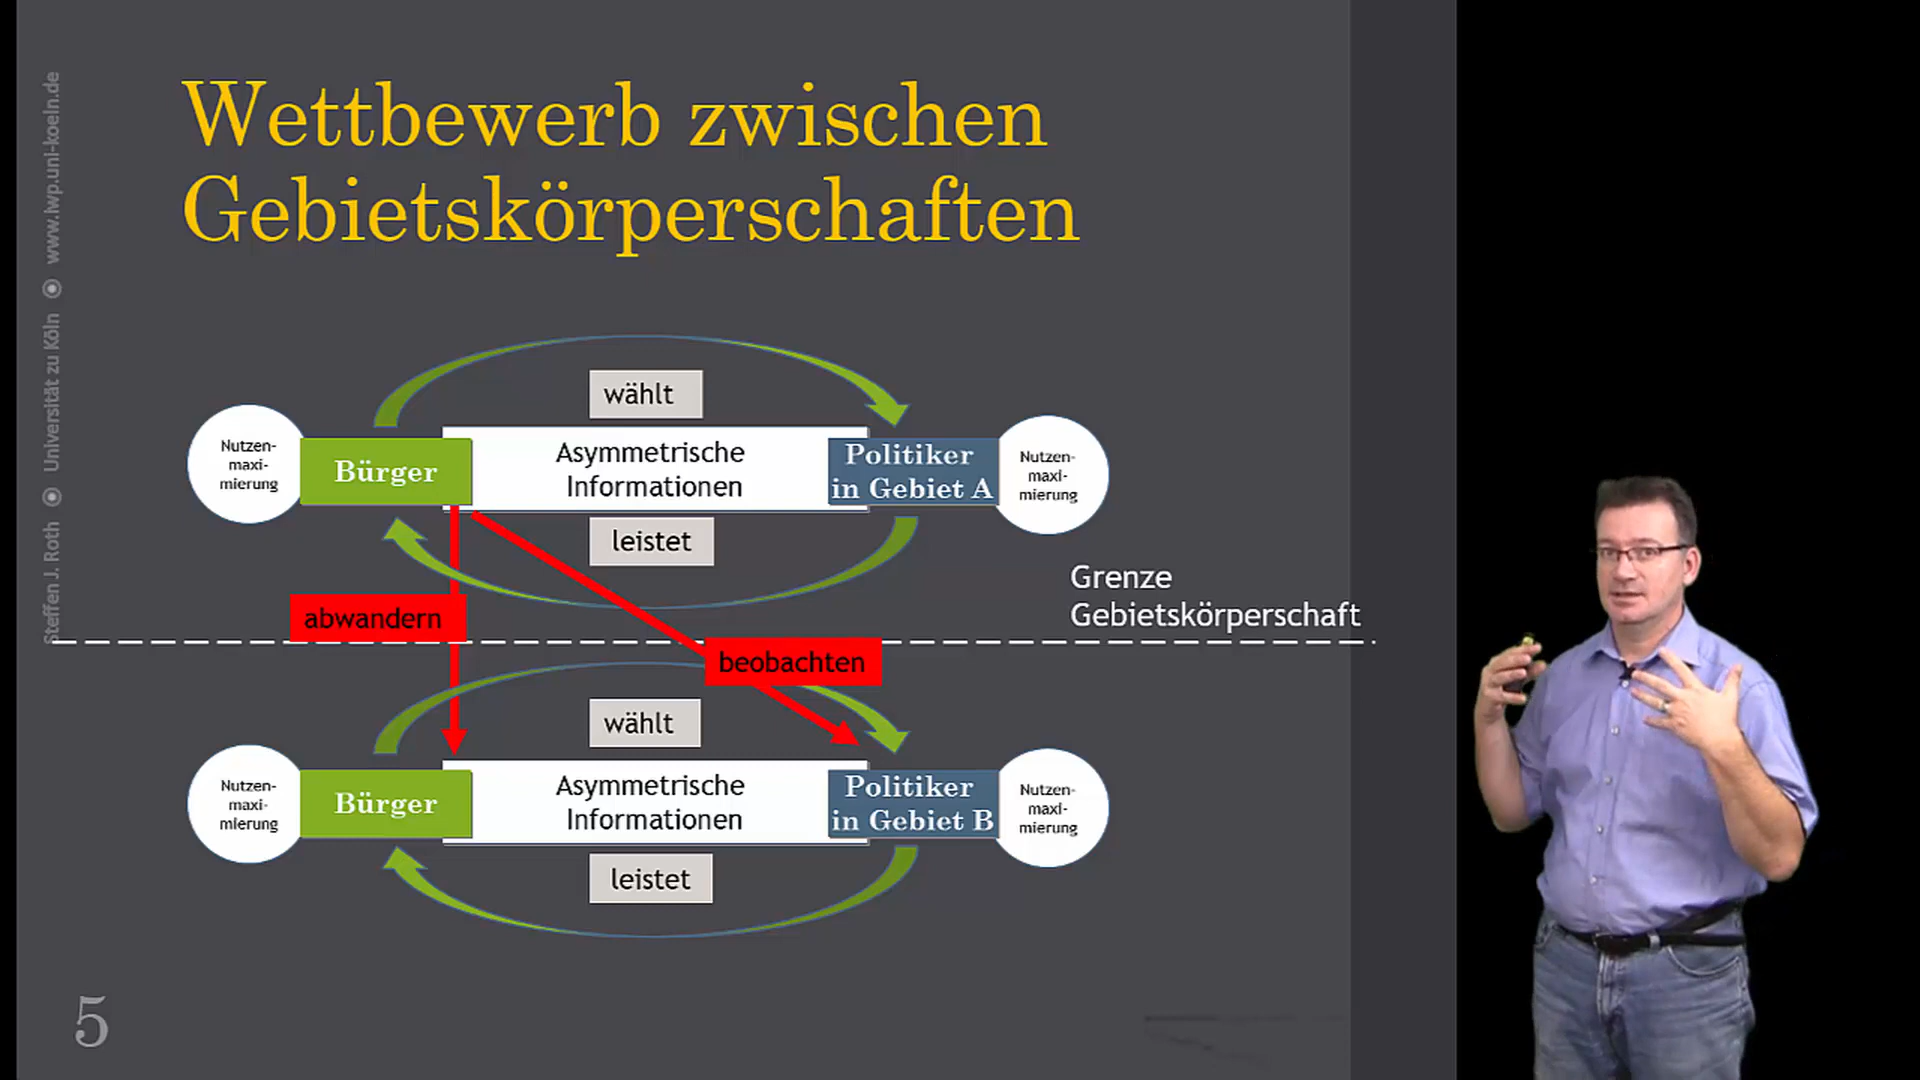 Wettbewerb zwischen
Gebietskörperschaften
Steffen J. Roth ◉ Universität zu Köln ◉ www.iwp.uni-koeln.de
wählt
Nutzen-
maxi-
mierung
Bürger
Asymmetrische
Informationen
Politiker
in Gebiet A
Nutzen-
maxi-
mierung
leistet
Grenze
Gebietskörperschaft
abwandern
beobachten
wählt
Nutzen-
maxi-
mierung
Bürger
Asymmetrische
Informationen
Politiker
in Gebiet B
Nutzen-
maxi-
mierung
leistet
5